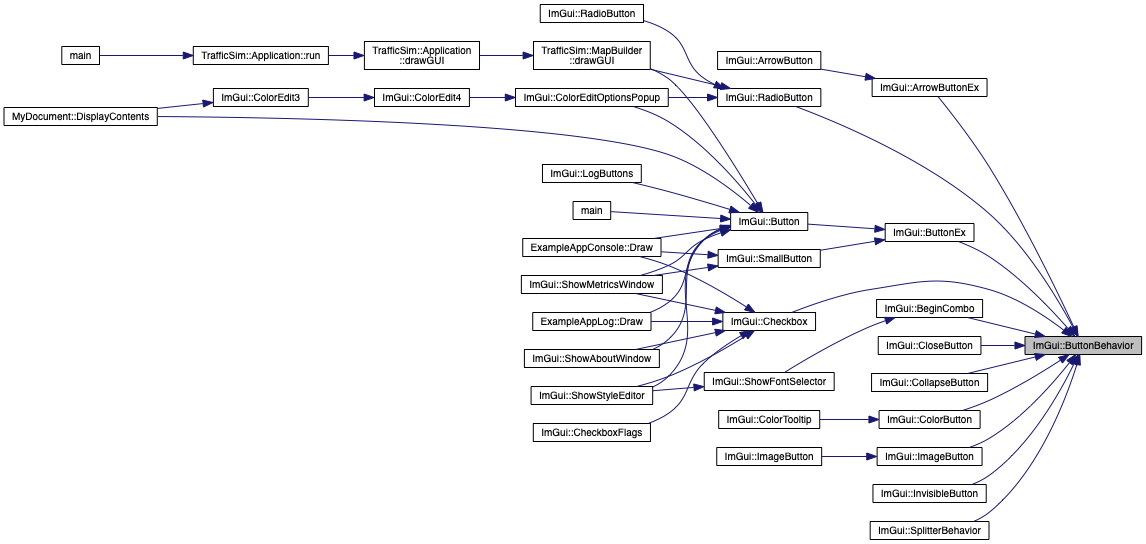 ImGui::RadioButton
main
TrafficSim::Application::run
TrafficSim::Application
::drawGUI
TrafficSim::MapBuilder
::drawGUI
ImGui::ArrowButton
ImGui::ArrowButtonEx
ImGui::ColorEdit3
ImGui::ColorEdit4
ImGui::ColorEditOptionsPopup
ImGui::RadioButton
MyDocument::DisplayContents
ImGui::LogButtons
main
ImGui::Button
ImGui::ButtonEx
ExampleAppConsole::Draw
ImGui::SmallButton
ImGui::ShowMetricsWindow
ImGui::BeginCombo
ExampleAppLog::Draw
ImGui::Checkbox
ImGui::CloseButton
ImGui::ButtonBehavior
ImGui::ShowAboutWindow
ImGui::ShowFontSelector
ImGui::CollapseButton
ImGui::ShowStyleEditor
ImGui::ColorTooltip
ImGui::ColorButton
ImGui::CheckboxFlags
ImGui::ImageButton
ImGui::ImageButton
ImGui::InvisibleButton
ImGui::SplitterBehavior